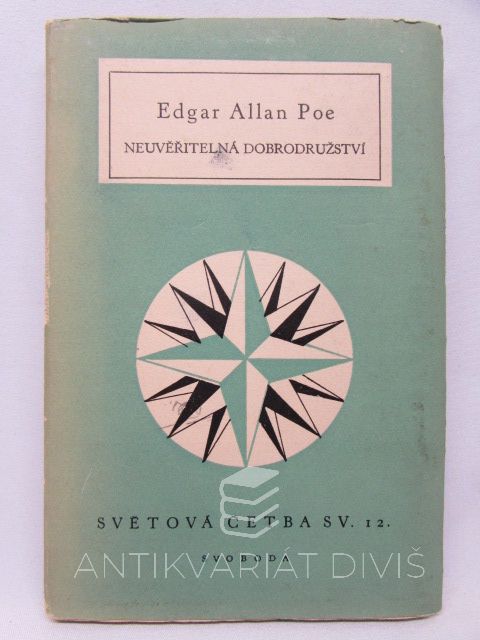 Edgar Allan Poe
NEUVĚŘITELNÁ DOBRODRUŽSTVÍ
SVĚTOVÁ ČETBA SV. 12.
SVOBODA
ANTIKVARIÁT DIVIŠ